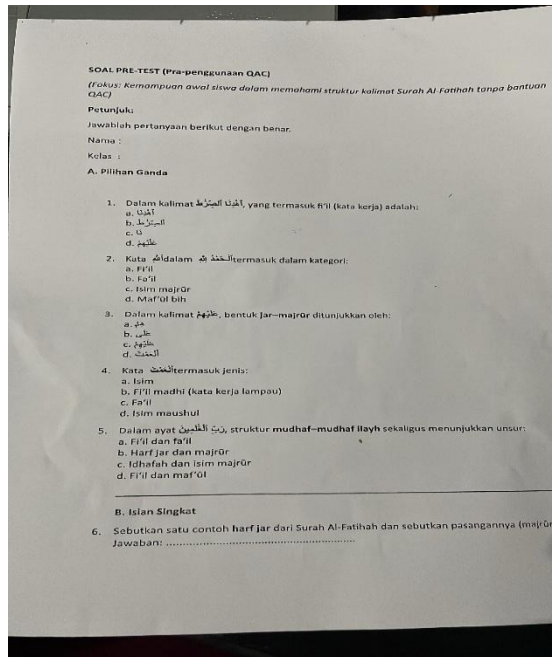 SOAL PRE-TEST (Pra-penggunaan QAC)
(Fokus: Kemampuan awal siswa dalam memahami struktur kalimat Surah Al-Fatihah tanpa bantuan
QAC)
Petunjuk:
Jawablah pertanyaan berikut dengan benar.
Nama :
Kelas :
A. Pilihan Ganda
1. Dalam kalimat اهْدِنَا الصِّرَاطَ, yang termasuk fi'il (kata kerja) adalah:
a. اهْدِنَا
b. الصِّرَاطَ
c. نَا
d. عَلَيْهِمْ
2. Kata لِلَّهِ dalam الْحَمْدُ لِلَّهِ termasuk dalam kategori:
a. Fi'il
b. Fa'il
c. Isim majrūr
d. Maf'ūl bih
3. Dalam kalimat عَلَيْهِمْ, bentuk jar-majrūr ditunjukkan oleh:
a. هِمْ
b. عَلَى
c. عَلَيْهِمْ
d. الْحَمْدُ
4. Kata الْحَمْدُ termasuk jenis:
a. Isim
b. Fi'il madhi (kata kerja lampau)
c. Fa'il
d. Isim maushul
5. Dalam ayat رَبِّ الْعَالَمِينَ, struktur mudhaf-mudhaf ilayh sekaligus menunjukkan unsur:
a. Fi'il dan fa'il
b. Harf jar dan majrūr
c. Idhafah dan isim majrūr
d. Fi'il dan maf'ūl
B. Isian Singkat
6. Sebutkan satu contoh harf jar dari Surah Al-Fatihah dan sebutkan pasangannya (majrūr
Jawaban: ......................................................